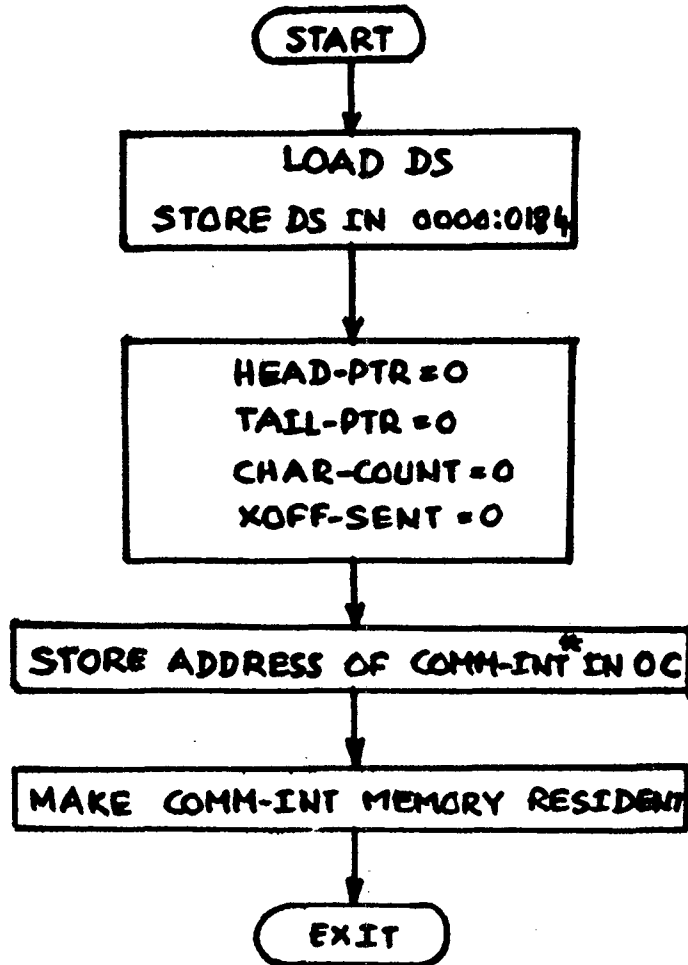 START
LOAD DS
STORE DS IN 0000:0184
HEAD-PTR = 0
TAIL-PTR = 0
CHAR-COUNT = 0
XOFF-SENT = 0
STORE ADDRESS OF COMM-INT* IN 0C
MAKE COMM-INT MEMORY RESIDENT
EXIT